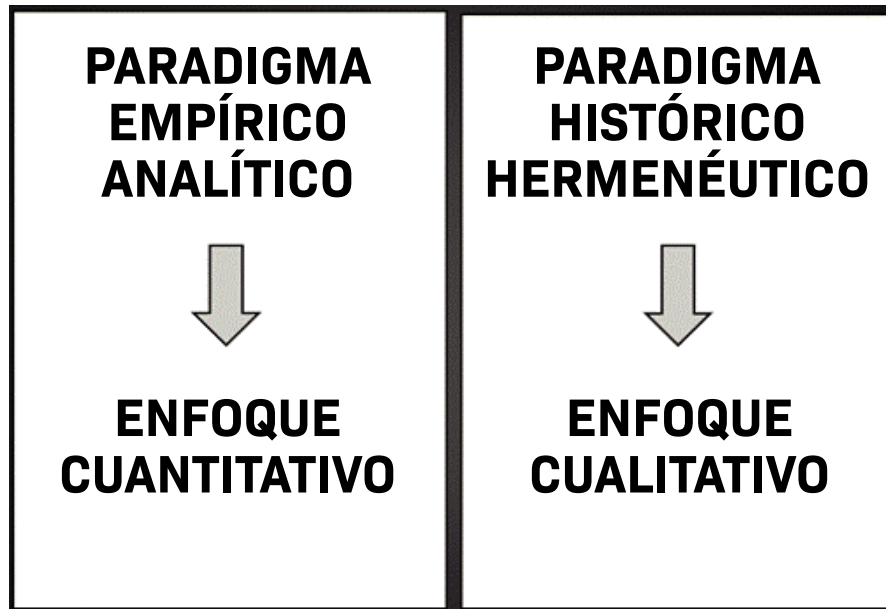 PARADIGMA
EMPÍRICO
ANALÍTICO
ENFOQUE
CUANTITATIVO
PARADIGMA
HISTÓRICO
HERMENÉUTICO
ENFOQUE
CUALITATIVO